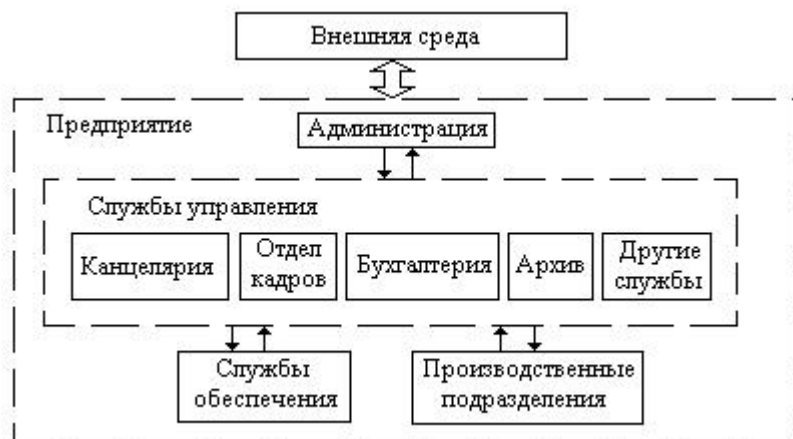 Внешняя среда
Предприятие
Администрация
Службы управления
Канцелярия
Отдел
кадров
Бухгалтерия
Архив
Другие
службы
Службы
обеспечения
Производственные
подразделения